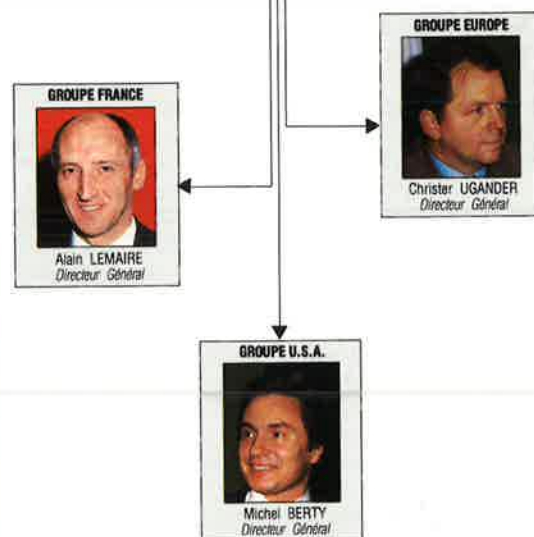 GROUPE EUROPE
Christer UGANDER
Directeur Général
GROUPE FRANCE
Alain LEMAIRE
Directeur Général
GROUPE U.S.A.
Michel BERTY
Directeur Général